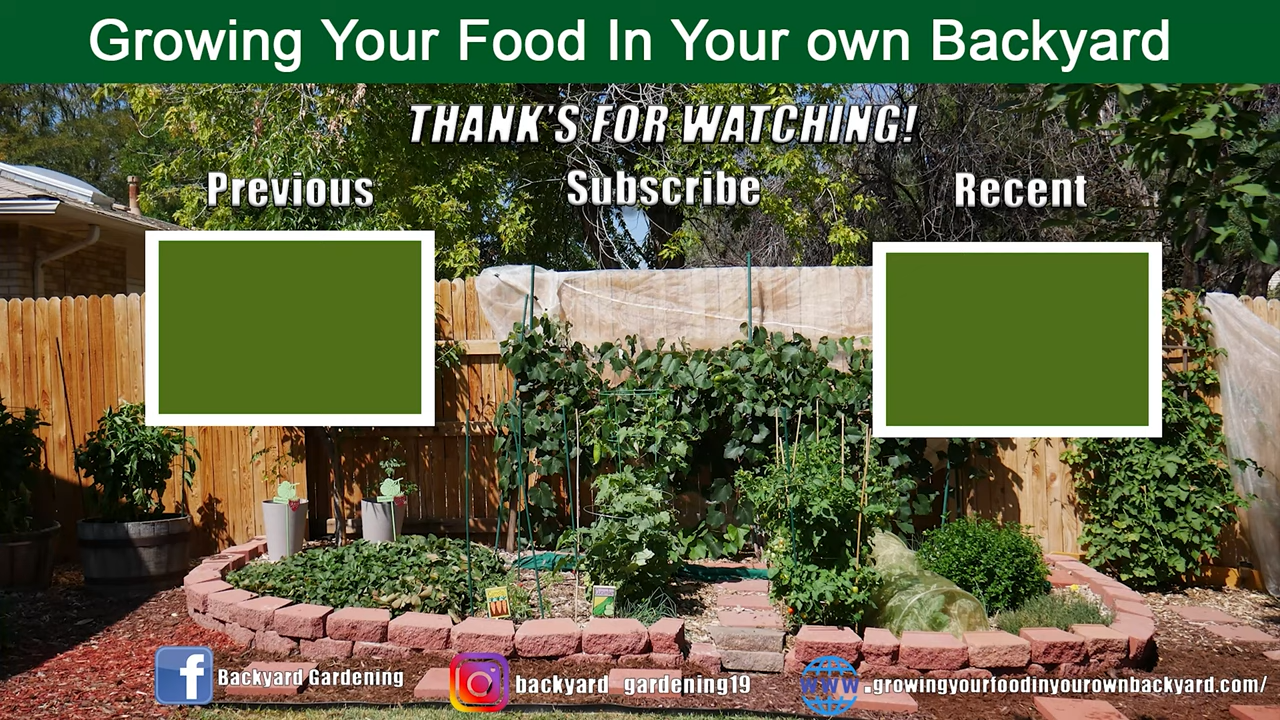 Growing Your Food In Your own Backyard
THANK'S FOR WATCHING!
Previous
Subscribe
Recent
Backyard Gardening
backyard gardening19
www.growingyourfoodinyourownbackyard.com/